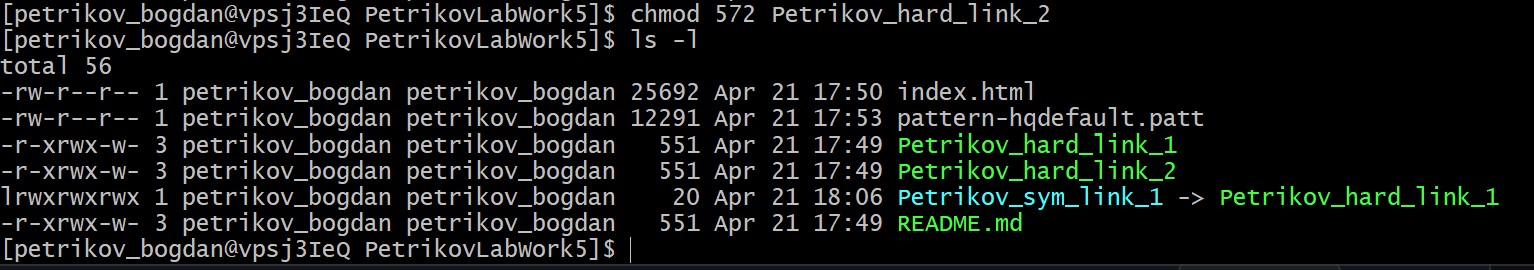 [petrikov_bogdan@vpsj3IeQ PetrikovLabWork5]$ chmod 572 Petrikov_hard_link_2
[petrikov_bogdan@vpsj3IeQ PetrikovLabWork5]$ ls -l
total 56
-rw-r--r-- 1 petrikov_bogdan petrikov_bogdan 25692 Apr 21 17:50 index.html
-rw-r--r-- 1 petrikov_bogdan petrikov_bogdan 12291 Apr 21 17:53 pattern-hqdefault.patt
-r-xrwx-w- 3 petrikov_bogdan petrikov_bogdan   551 Apr 21 17:49 Petrikov_hard_link_1
-r-xrwx-w- 3 petrikov_bogdan petrikov_bogdan   551 Apr 21 17:49 Petrikov_hard_link_2
lrwxrwxrwx 1 petrikov_bogdan petrikov_bogdan    20 Apr 21 18:06 Petrikov_sym_link_1 -> Petrikov_hard_link_1
-r-xrwx-w- 3 petrikov_bogdan petrikov_bogdan   551 Apr 21 17:49 README.md
[petrikov_bogdan@vpsj3IeQ PetrikovLabWork5]$